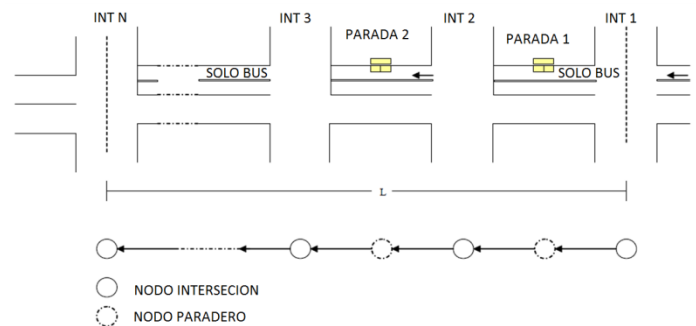 INT N INT 3 INT 2 INT 1
PARADA 2 PARADA 1
SOLO BUS SOLO BUS
L
NODO INTERSECION
NODO PARADERO